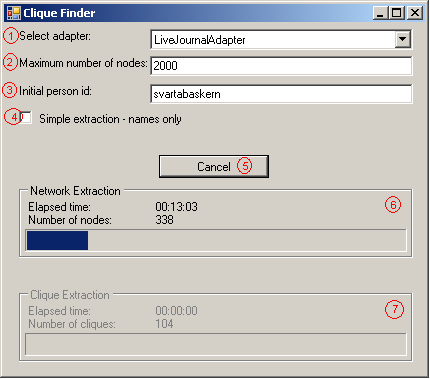 Clique Finder
1 Select adapter: LiveJournalAdapter
2 Maximum number of nodes: 2000
3 Initial person id: svartabaskern
4 Simple extraction - names only
Cancel 5
Network Extraction
6
Elapsed time: 00:13:03
Number of nodes: 338
Clique Extraction
7
Elapsed time: 00:00:00
Number of cliques: 104